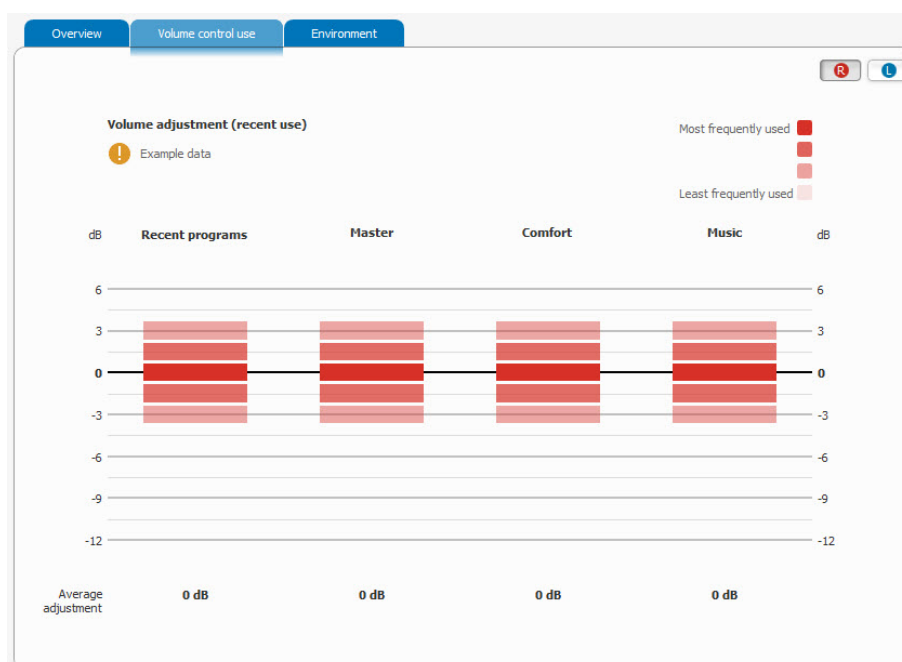 Overview Volume control use Environment
R L
Volume adjustment (recent use)
! Example data
Most frequently used
Least frequently used
dB Recent programs Master Comfort Music dB
6 6
3 3
0 0
-3 -3
-6 -6
-9 -9
-12 -12
Average
adjustment
0 dB 0 dB 0 dB 0 dB